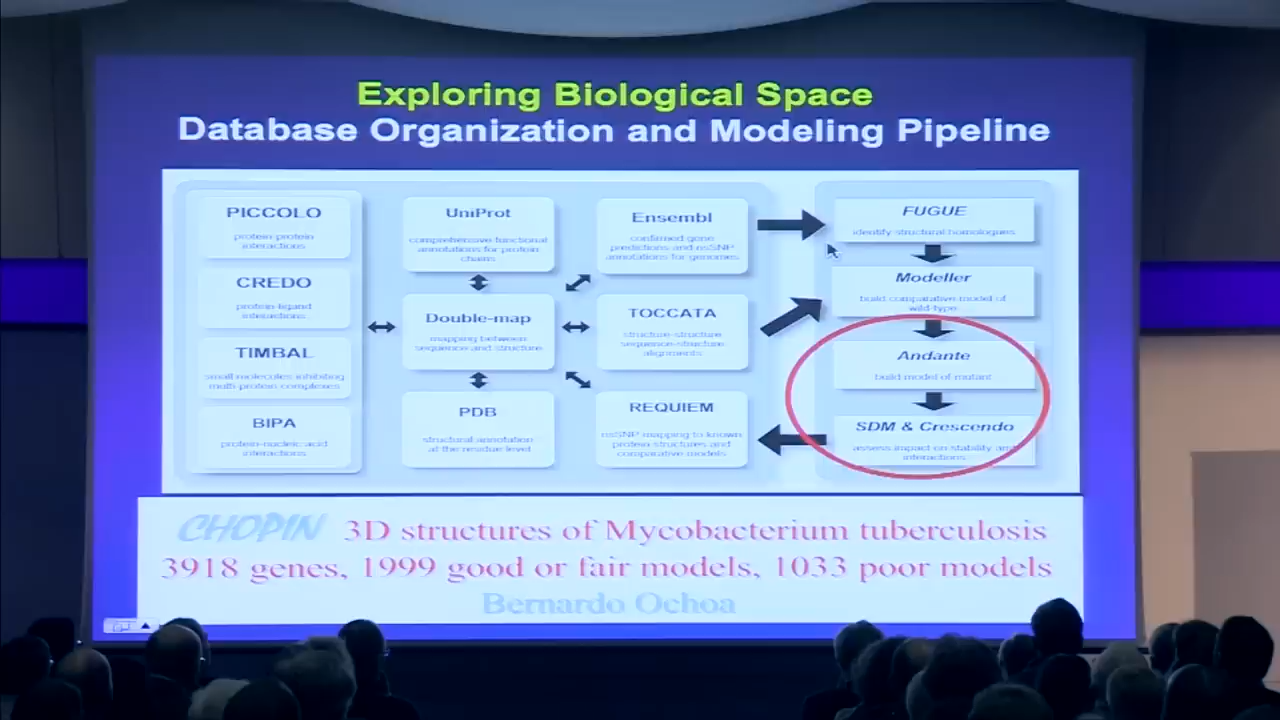 Exploring Biological Space
Database Organization and Modeling Pipeline
PICCOLO
protein-protein
interactions
CREDO
protein-ligand
interactions
TIMBAL
small molecules inhibiting
multi-protein complexes
BIPA
protein-nucleic acid
interactions
UniProt
comprehensive functional
annotations for protein
chains
Double-map
mapping between
sequence and structure
PDB
structural annotation
at the residue level
Ensembl
confirmed gene
predictions and nsSNP
annotations for genomes
TOCCATA
structure-structure
sequence-structure
alignments
REQUIEM
nsSNP mapping to known
protein structures and
comparative models
FUGUE
identify structural homologues
Modeller
build comparative model of
wild-type
Andante
build model of mutant
SDM & Crescendo
assess impact on stability and
interactions
CHOPIN 3D structures of Mycobacterium tuberculosis
3918 genes, 1999 good or fair models, 1033 poor models
Bernardo Ochoa